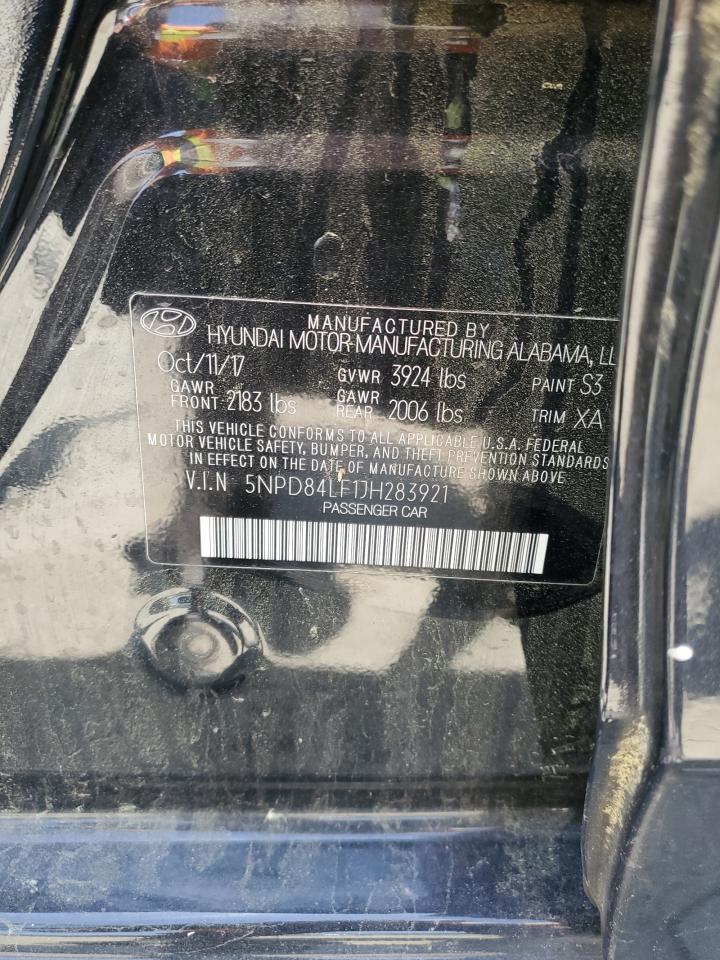 MANUFACTURED BY
HYUNDAI MOTOR MANUFACTURING ALABAMA, LL
Oct/11/17 GVWR 3924 lbs PAINT S3
GAWR FRONT 2183 lbs GAWR REAR 2006 lbs TRIM XA
THIS VEHICLE CONFORMS TO ALL APPLICABLE U.S.A. FEDERAL
MOTOR VEHICLE SAFETY, BUMPER, AND THEFT PREVENTION STANDARDS
IN EFFECT ON THE DATE OF MANUFACTURE SHOWN ABOVE
V.I.N 5NPD84LF1JH283921
PASSENGER CAR